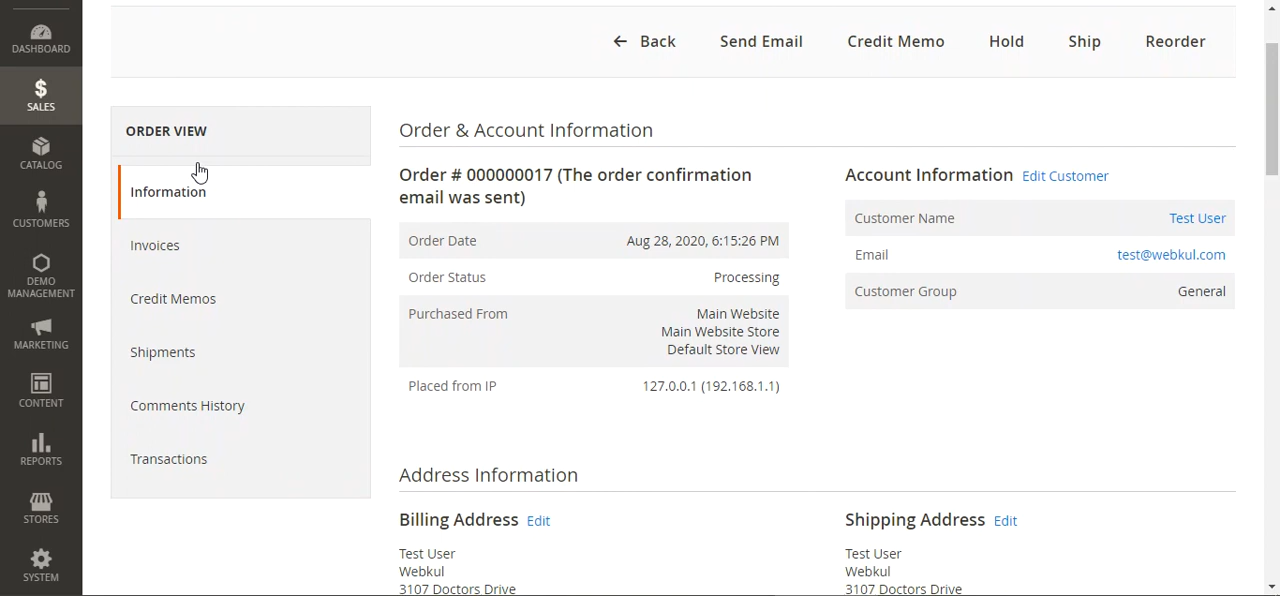 DASHBOARD
$
SALES
CATALOG
CUSTOMERS
DEMO
MANAGEMENT
MARKETING
CONTENT
REPORTS
STORES
SYSTEM
← Back Send Email Credit Memo Hold Ship Reorder
ORDER VIEW
Information
Invoices
Credit Memos
Shipments
Comments History
Transactions
Order & Account Information
Order # 000000017 (The order confirmation
email was sent)
Order Date Aug 28, 2020, 6:15:26 PM
Order Status Processing
Purchased From Main Website
Main Website Store
Default Store View
Placed from IP 127.0.0.1 (192.168.1.1)
Account Information Edit Customer
Customer Name Test User
Email test@webkul.com
Customer Group General
Address Information
Billing Address Edit
Test User
Webkul
3107 Doctors Drive
Shipping Address Edit
Test User
Webkul
3107 Doctors Drive